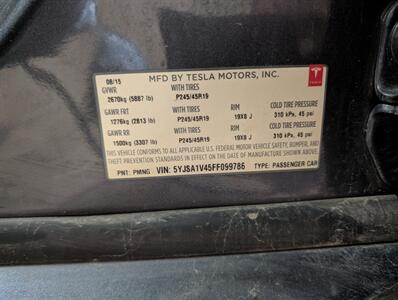 MFD BY TESLA MOTORS, INC.
08/15
GVWR WITH TIRES
2670kg (5887 lb) P245/45R19
GAWR FRT WITH TIRES RIM COLD TIRE PRESSURE
1276kg (2813 lb) P245/45R19 19X8 J 310 kPa, 45 psi
GAWR RR WITH TIRES RIM COLD TIRE PRESSURE
1500kg (3307 lb) P245/45R19 19X8 J 310 kPa, 45 psi
THIS VEHICLE CONFORMS TO ALL APPLICABLE U.S. FEDERAL MOTOR VEHICLE SAFETY, BUMPER, AND
THEFT PREVENTION STANDARDS IN EFFECT ON THE DATE OF MANUFACTURE SHOWN ABOVE.
PNT: PMNG VIN: 5YJSA1V45FF099786 TYPE: PASSENGER CAR
TESLA